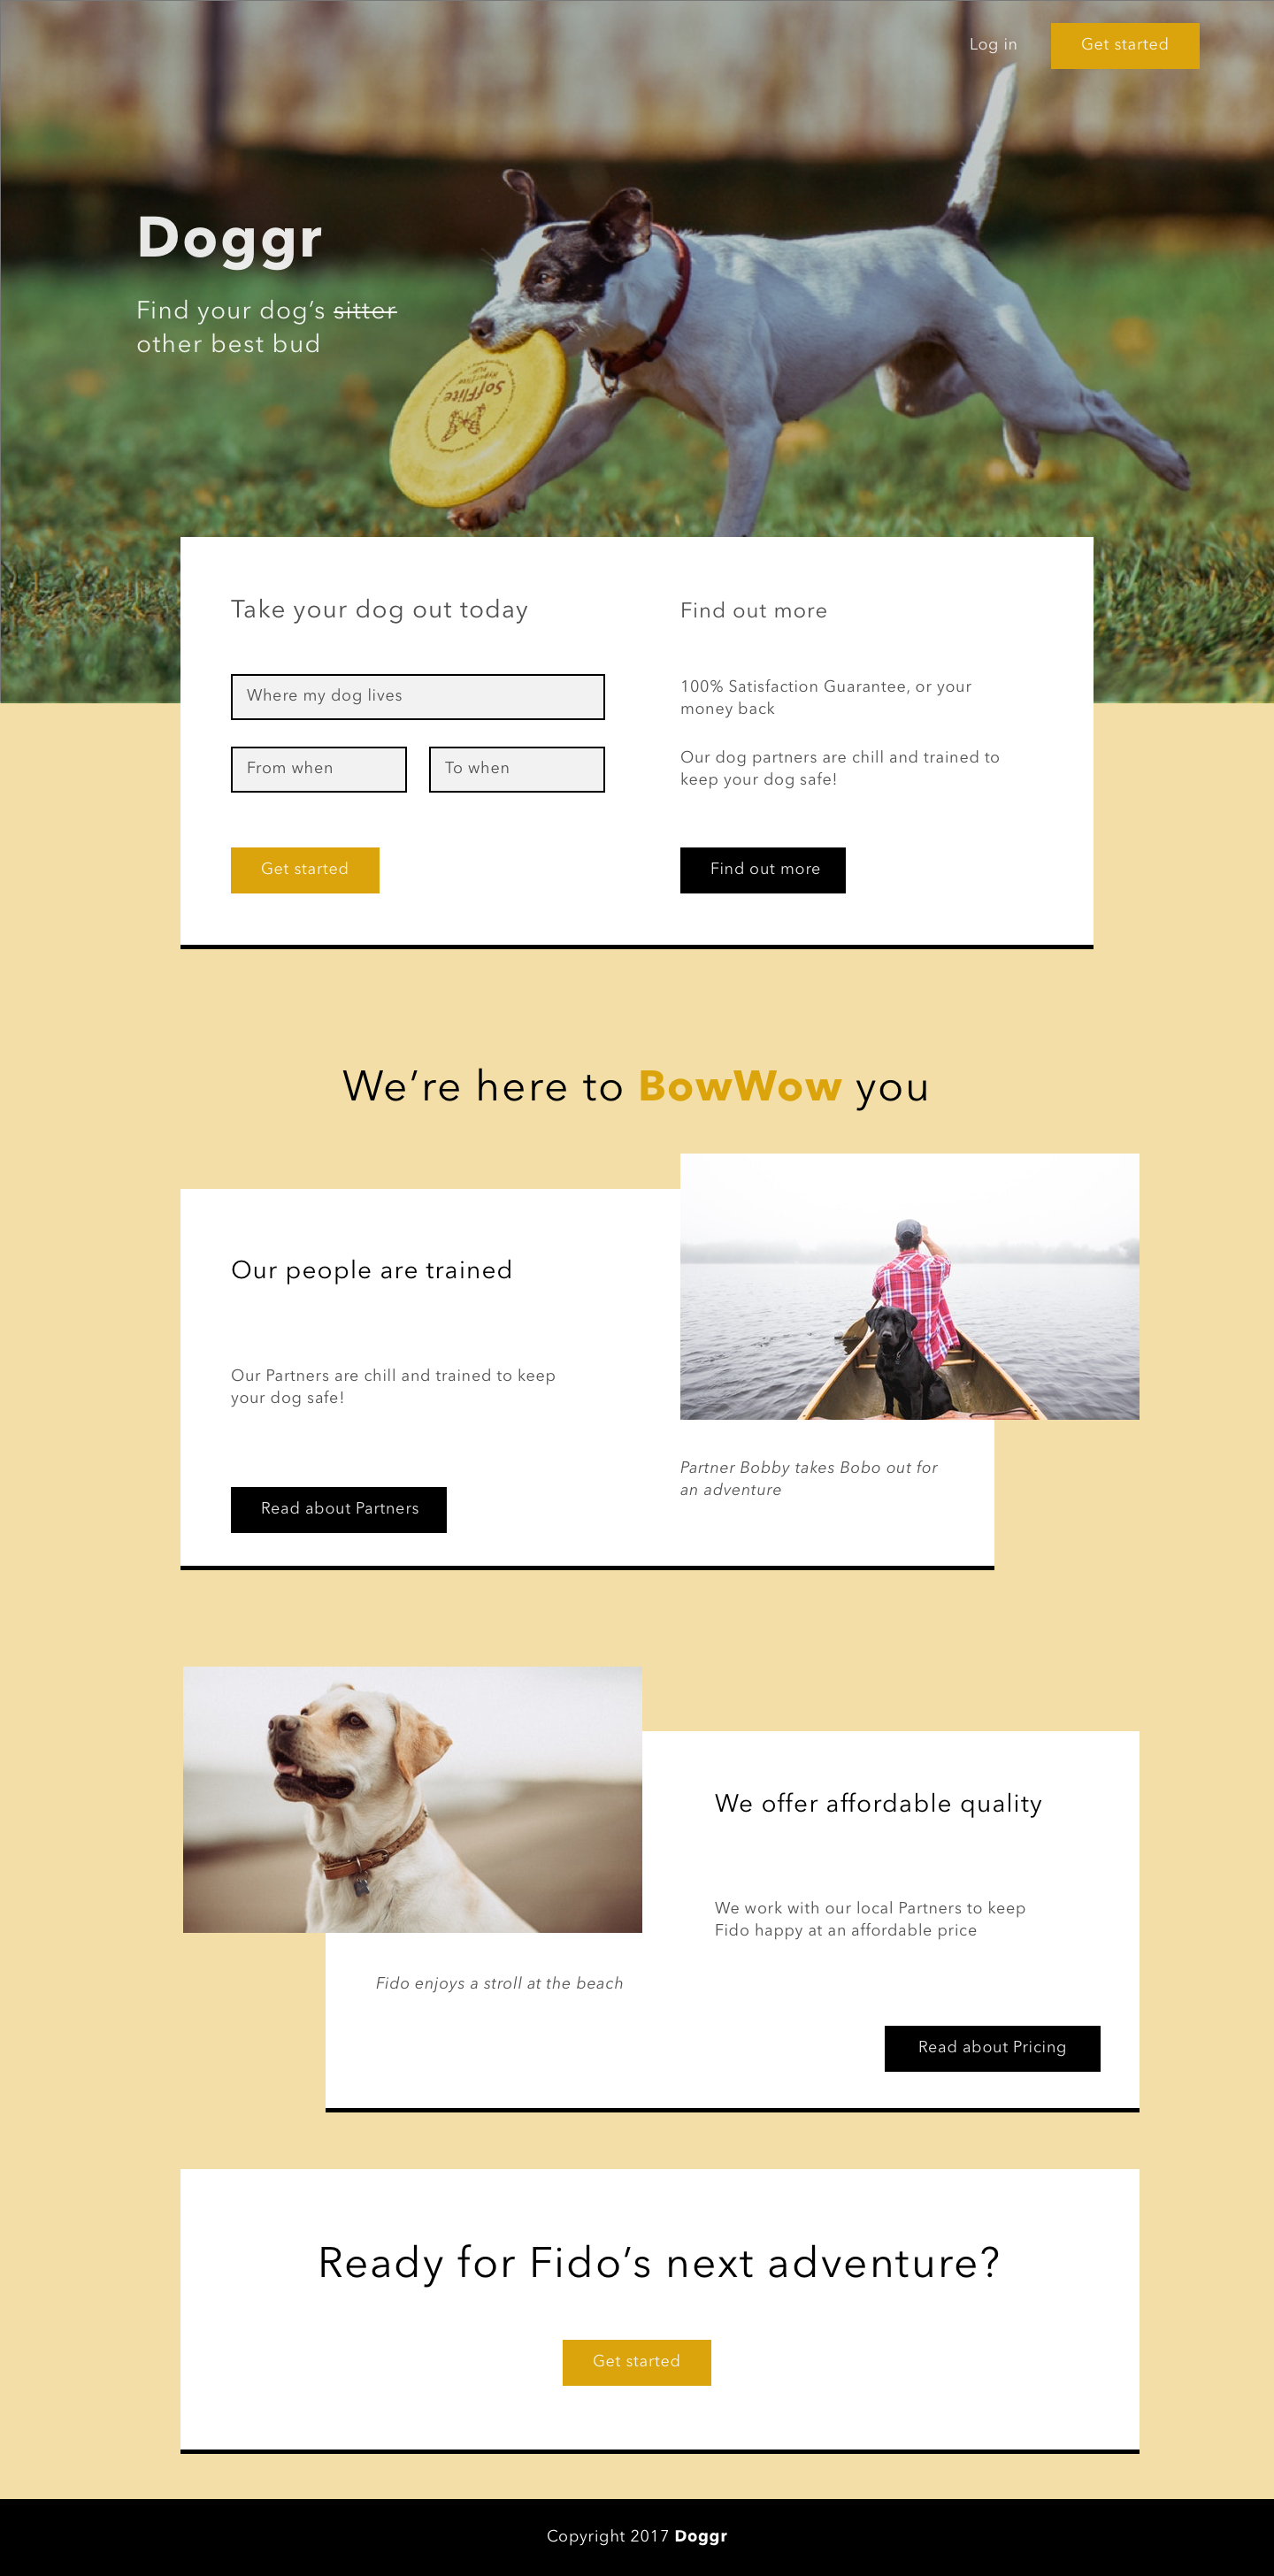 Log in
Get started
Doggr
Find your dog’s sitter
other best bud
Sofflite
Take your dog out today
Where my dog lives
From when
To when
Get started
Find out more
100% Satisfaction Guarantee, or your
money back
Our dog partners are chill and trained to
keep your dog safe!
Find out more
We’re here to BowWow you
Our people are trained
Our Partners are chill and trained to keep
your dog safe!
Read about Partners
Partner Bobby takes Bobo out for
an adventure
We offer affordable quality
We work with our local Partners to keep
Fido happy at an affordable price
Fido enjoys a stroll at the beach
Read about Pricing
Ready for Fido’s next adventure?
Get started
Copyright 2017 Doggr